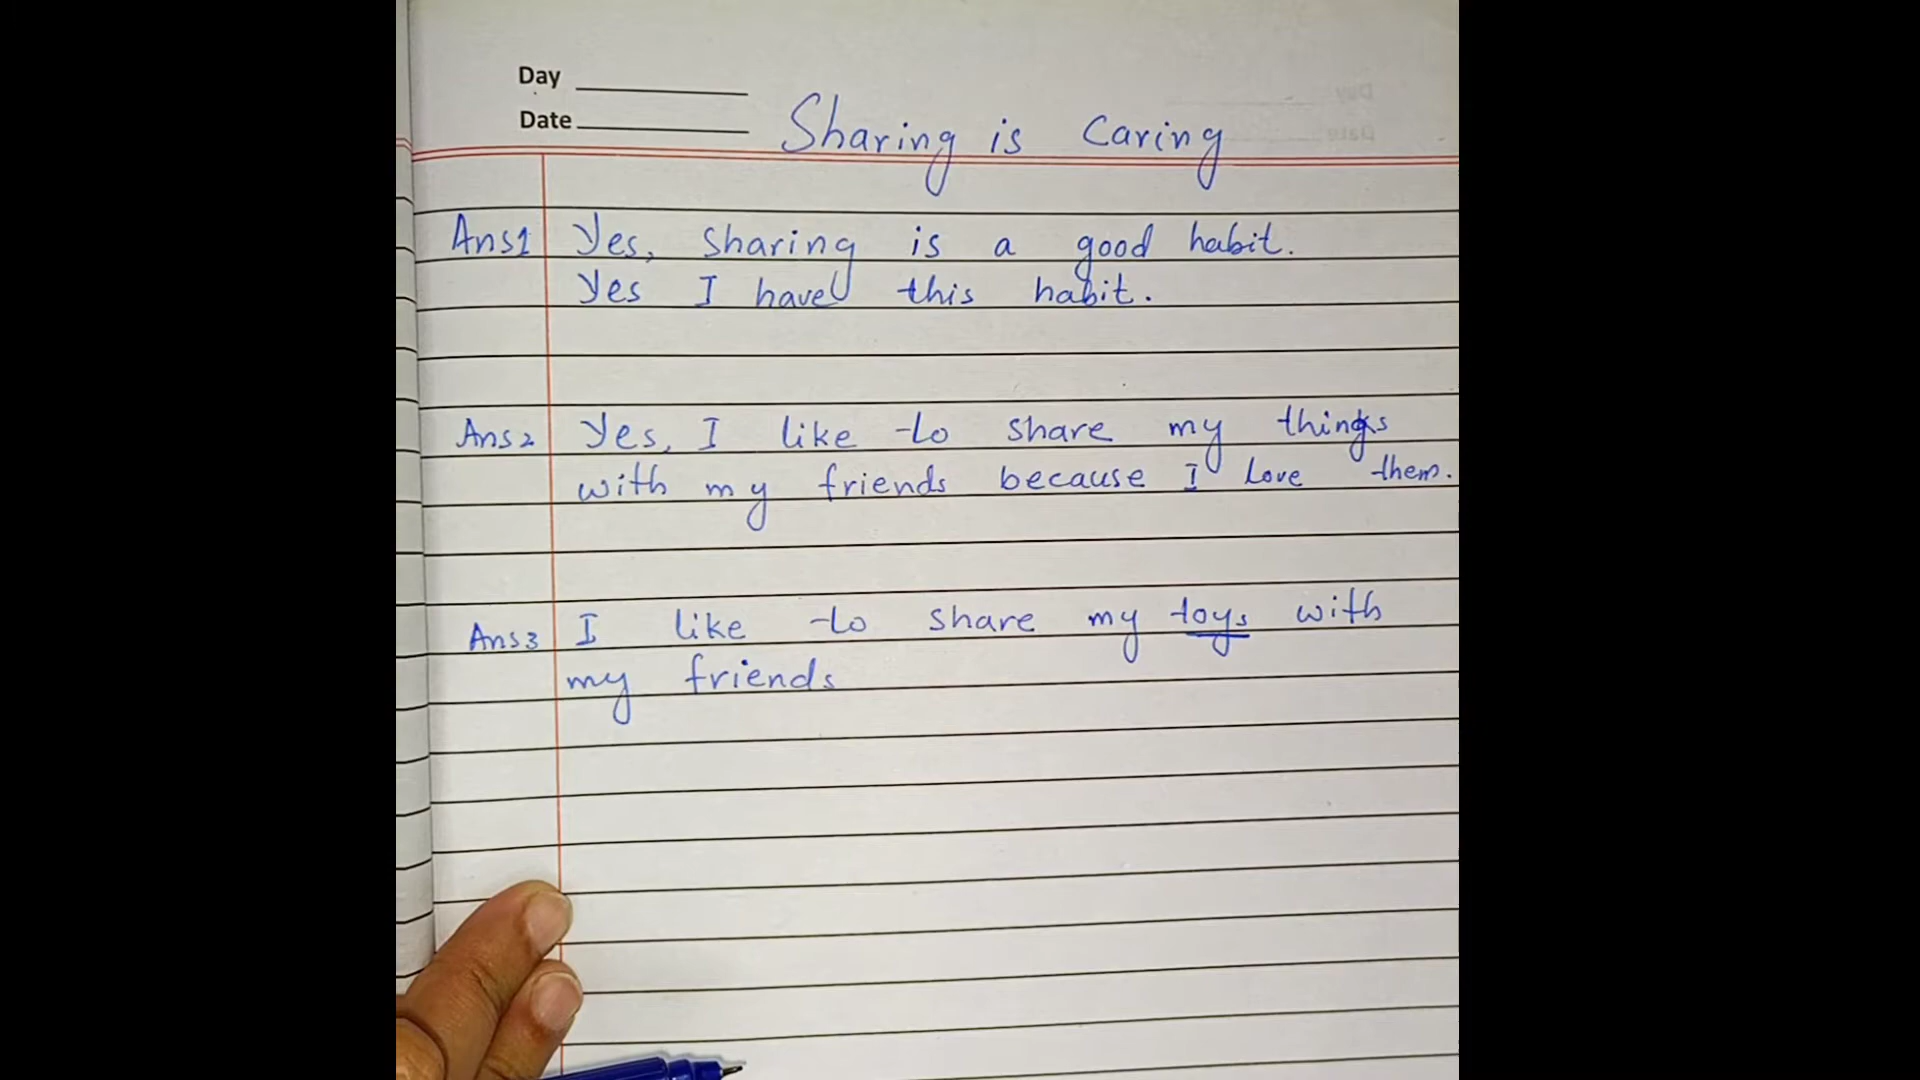 Day
Date
Sharing is Caring
Ans1 Yes, Sharing is a good habit.
Yes I have this habit.
Ans2 Yes, I like to share my things
with my friends because I love them.
Ans3 I like to share my toys with
my friends